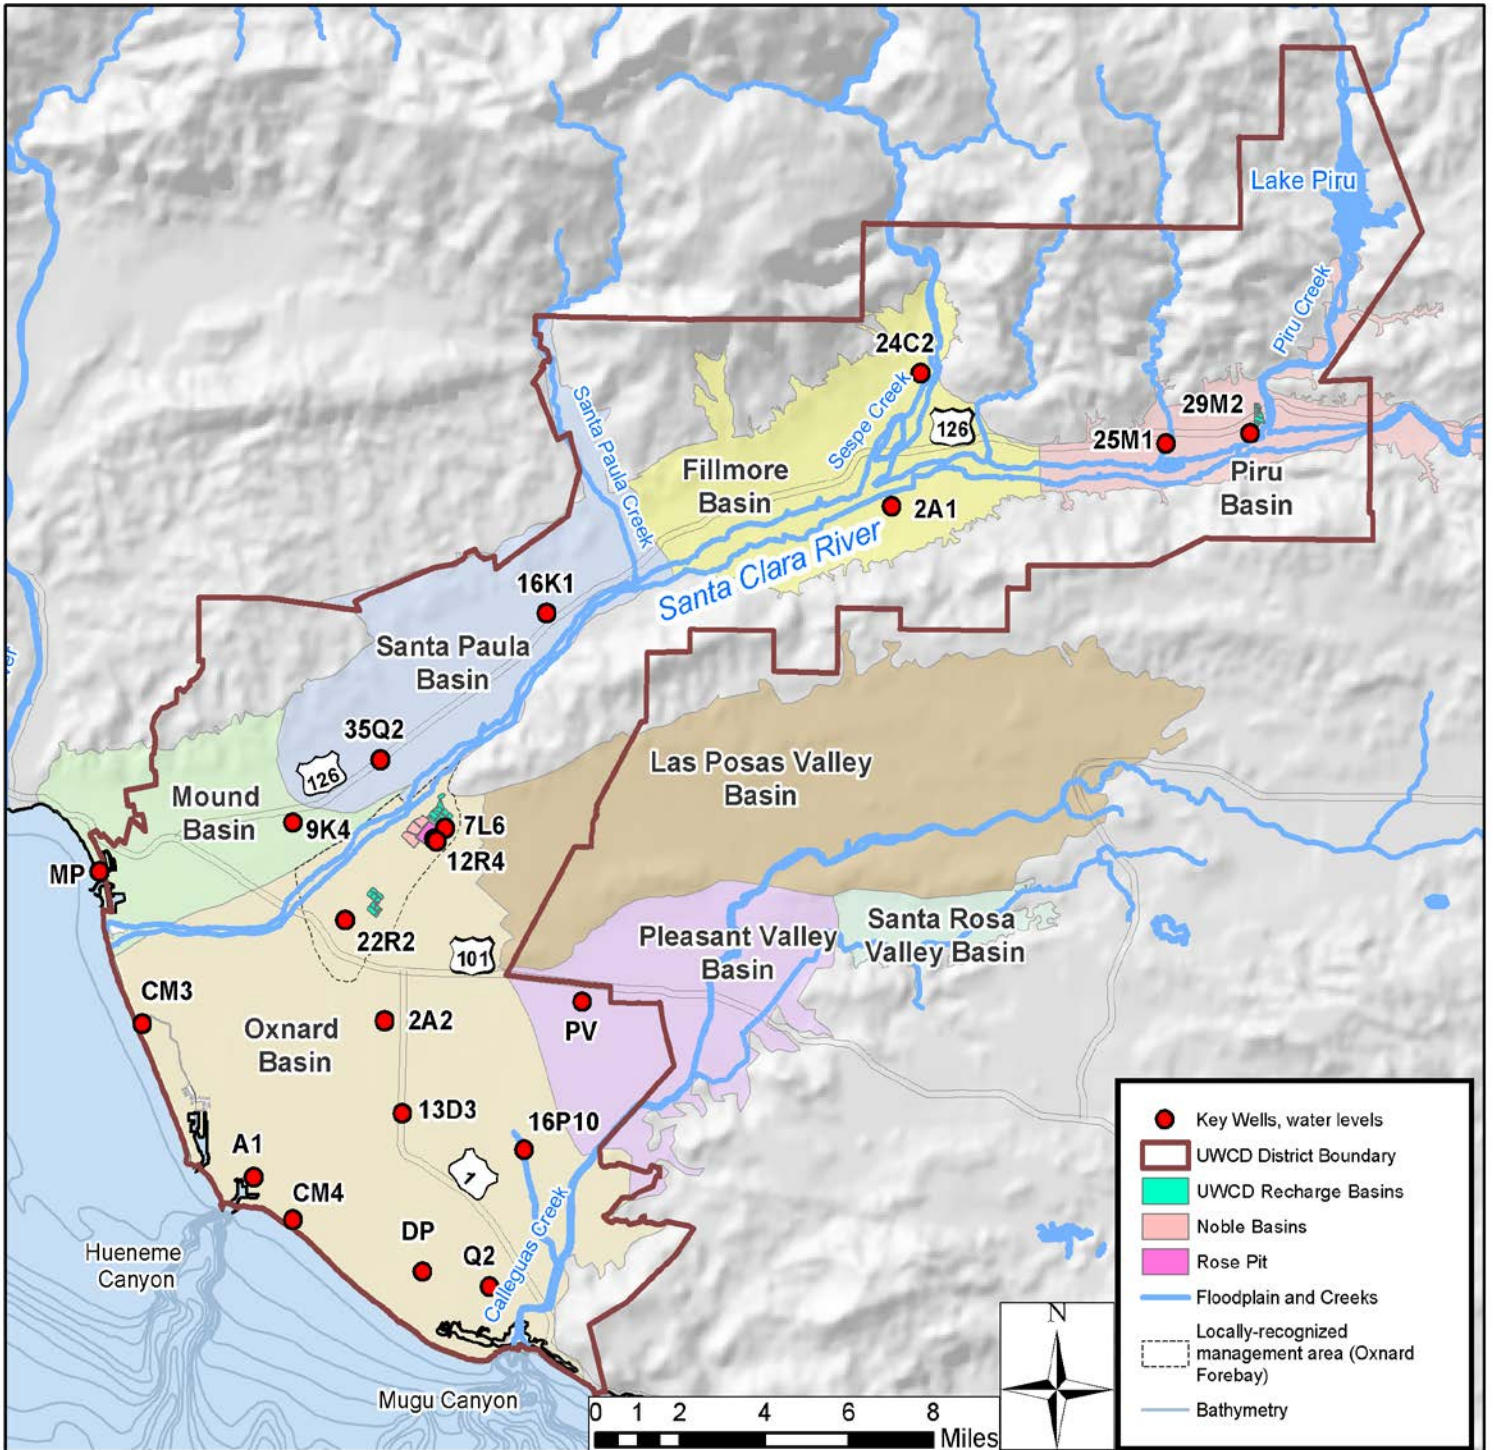 Lake Piru
Piru Creek
24C2
Sespe Creek
126
29M2
25M1
Santa Paula Creek
Fillmore
Basin
Piru
Basin
2A1
Santa Clara River
16K1
Santa Paula
Basin
35Q2
126
Las Posas Valley
Basin
Mound
Basin
9K4
7L6
12R4
MP
22R2
101
Pleasant Valley
Basin
Santa Rosa
Valley Basin
CM3
2A2
PV
Oxnard
Basin
13D3
16P10
A1
1
CM4
DP
Q2
Calleguas Creek
Hueneme
Canyon
Mugu Canyon
Key Wells, water levels
UWCD District Boundary
UWCD Recharge Basins
Noble Basins
Rose Pit
Floodplain and Creeks
Locally-recognized
management area (Oxnard
Forebay)
Bathymetry
N
0 1 2 4 6 8
Miles